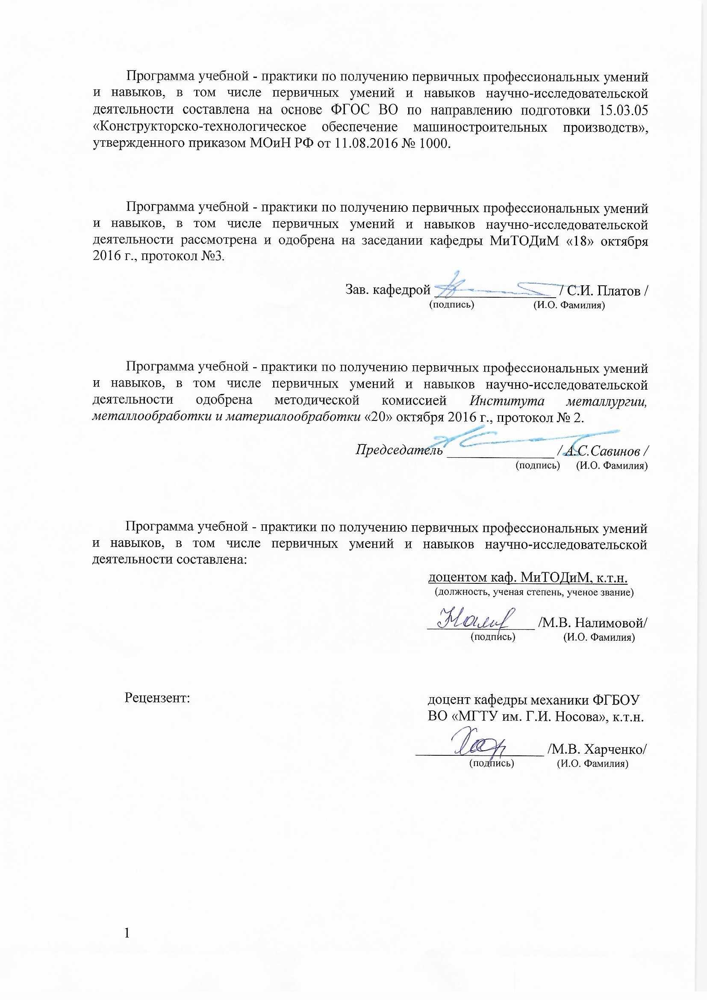 Программа учебной - практики по получению первичных профессиональных умений
и навыков, в том числе первичных умений и навыков научно-исследовательской
деятельности составлена на основе ФГОС ВО по направлению подготовки 15.03.05
«Конструкторско-технологическое обеспечение машиностроительных производств»,
утвержденного приказом МОиН РФ от 11.08.2016 № 1000.
Программа учебной - практики по получению первичных профессиональных умений
и навыков, в том числе первичных умений и навыков научно-исследовательской
деятельности рассмотрена и одобрена на заседании кафедры МиТОДиМ «18» октября
2016 г., протокол №3.
Зав. кафедрой / С.И. Платов /
(подпись) (И.О. Фамилия)
Программа учебной - практики по получению первичных профессиональных умений
и навыков, в том числе первичных умений и навыков научно-исследовательской
деятельности одобрена методической комиссией Института металлургии,
металлообработки и материалообработки «20» октября 2016 г., протокол № 2.
Председатель / А.С.Савинов /
(подпись) (И.О. Фамилия)
Программа учебной - практики по получению первичных профессиональных умений
и навыков, в том числе первичных умений и навыков научно-исследовательской
деятельности составлена:
доцентом каф. МиТОДиМ, к.т.н.
(должность, ученая степень, ученое звание)
/М.В. Налимовой/
(подпись) (И.О. Фамилия)
Рецензент: доцент кафедры механики ФГБОУ
ВО «МГТУ им. Г.И. Носова», к.т.н.
/М.В. Харченко/
(подпись) (И.О. Фамилия)
1